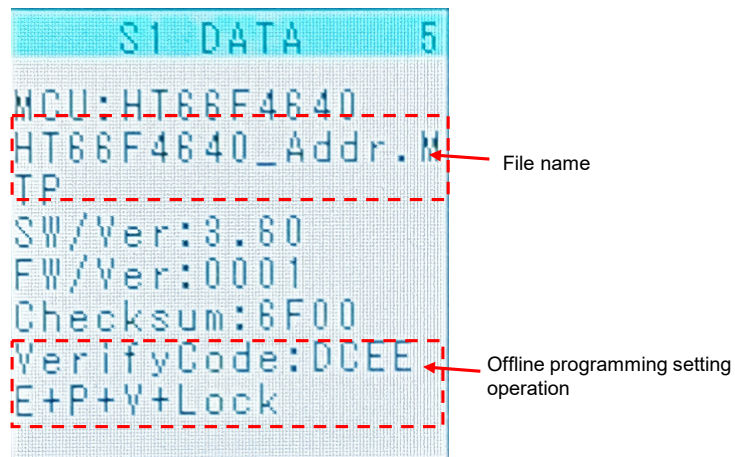 S1 DATA 5
MCU:HT66F4640
HT66F4640_Addr.M
TP
File name
SW/Ver:3.60
FW/Ver:0001
Checksum:6F00
VerifyCode:DCEE
E+P+V+Lock
Offline programming setting
operation